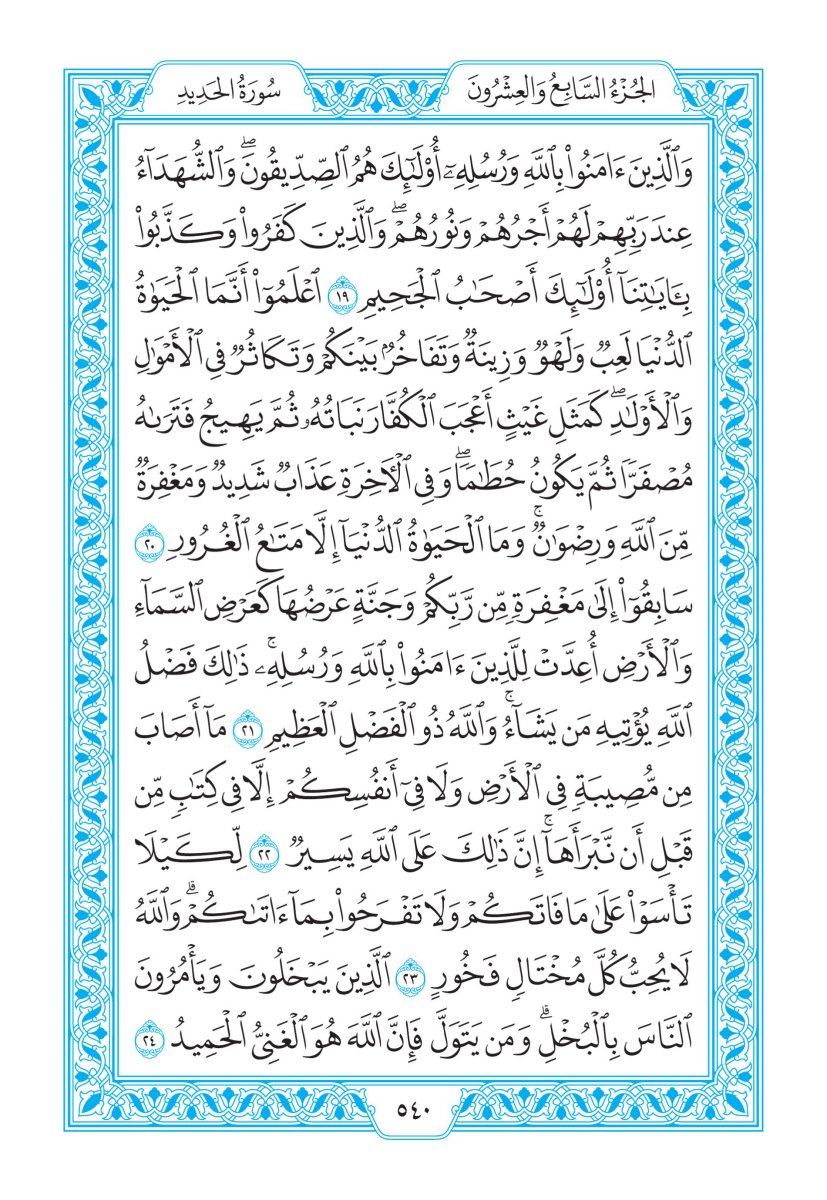 الجُزْءُ السَّابِعُ وَالعِشْرُونَ
سُورَةُ الحَدِيدِ
وَٱلَّذِينَ ءَامَنُواْ بِٱللَّهِ وَرُسُلِهِۦٓ أُوْلَـٰٓئِكَ هُمُ ٱلصِّدِّيقُونَۖ وَٱلشُّهَدَآءُ
عِندَ رَبِّهِمْ لَهُمْ أَجْرُهُمْ وَنُورُهُمْۖ وَٱلَّذِينَ كَفَرُواْ وَكَذَّبُواْ
بِـَٔايَـٰتِنَآ أُوْلَـٰٓئِكَ أَصْحَـٰبُ ٱلْجَحِيمِ ١٩ ٱعْلَمُوٓاْ أَنَّمَا ٱلْحَيَوٰةُ
ٱلدُّنْيَا لَعِبٌ وَلَهْوٌ وَزِينَةٌ وَتَفَاخُرٌۢ بَيْنَكُمْ وَتَكَاثُرٌ فِى ٱلْأَمْوَٰلِ
وَٱلْأَوْلَـٰدِۖ كَمَثَلِ غَيْثٍ أَعْجَبَ ٱلْكُفَّارَ نَبَاتُهُۥ ثُمَّ يَهِيجُ فَتَرَىٰهُ
مُصْفَرًّا ثُمَّ يَكُونُ حُطَـٰمًاۖ وَفِى ٱلْـَٔاخِرَةِ عَذَابٌ شَدِيدٌ وَمَغْفِرَةٌ
مِّنَ ٱللَّهِ وَرِضْوَٰنٌۚ وَمَا ٱلْحَيَوٰةُ ٱلدُّنْيَآ إِلَّا مَتَـٰعُ ٱلْغُرُورِ ٢٠
سَابِقُوٓاْ إِلَىٰ مَغْفِرَةٍ مِّن رَّبِّكُمْ وَجَنَّةٍ عَرْضُهَا كَعَرْضِ ٱلسَّمَآءِ
وَٱلْأَرْضِ أُعِدَّتْ لِلَّذِينَ ءَامَنُواْ بِٱللَّهِ وَرُسُلِهِۦۚ ذَٰلِكَ فَضْلُ
ٱللَّهِ يُؤْتِيهِ مَن يَشَآءُۚ وَٱللَّهُ ذُو ٱلْفَضْلِ ٱلْعَظِيمِ ٢١ مَآ أَصَابَ
مِن مُّصِيبَةٍ فِى ٱلْأَرْضِ وَلَا فِىٓ أَنفُسِكُمْ إِلَّا فِى كِتَـٰبٍ مِّن
قَبْلِ أَن نَّبْرَأَهَآۚ إِنَّ ذَٰلِكَ عَلَى ٱللَّهِ يَسِيرٌ ٢٢ لِّكَيْلَا
تَأْسَوْاْ عَلَىٰ مَا فَاتَكُمْ وَلَا تَفْرَحُواْ بِمَآ ءَاتَىٰكُمْۗ وَٱللَّهُ
لَا يُحِبُّ كُلَّ مُخْتَالٍ فَخُورٍ ٢٣ ٱلَّذِينَ يَبْخَلُونَ وَيَأْمُرُونَ
ٱلنَّاسَ بِٱلْبُخْلِۗ وَمَن يَتَوَلَّ فَإِنَّ ٱللَّهَ هُوَ ٱلْغَنِىُّ ٱلْحَمِيدُ ٢٤
٥٤٠